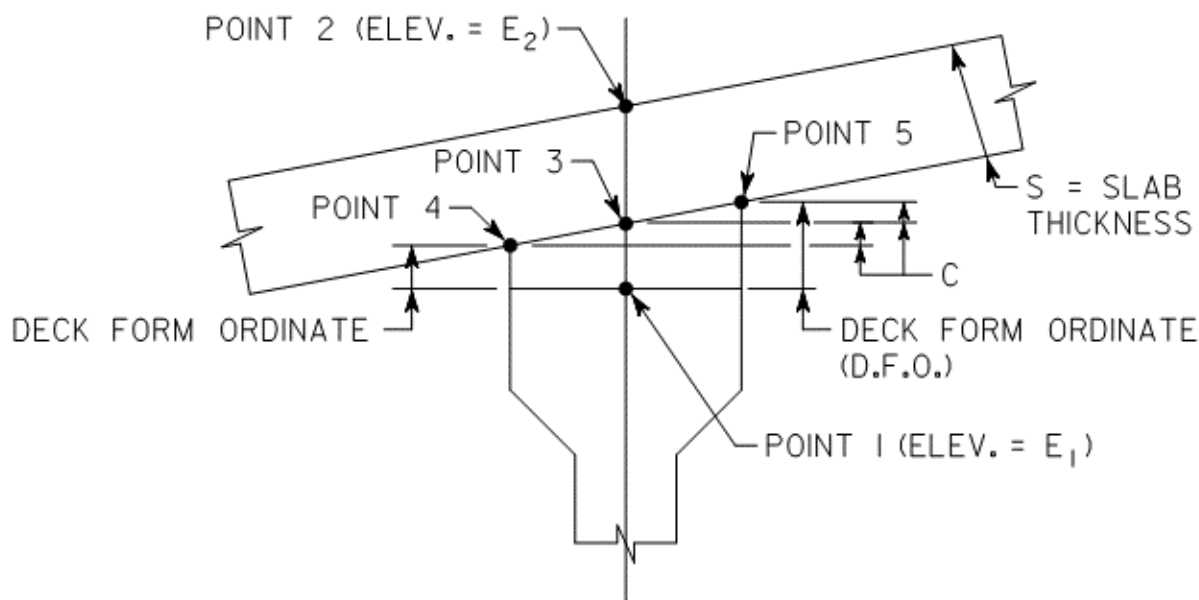 POINT 2 (ELEV. = E₂)
POINT 5
POINT 3
POINT 4
S = SLAB
THICKNESS
C
DECK FORM ORDINATE
DECK FORM ORDINATE
(D.F.O.)
POINT 1 (ELEV. = E₁)